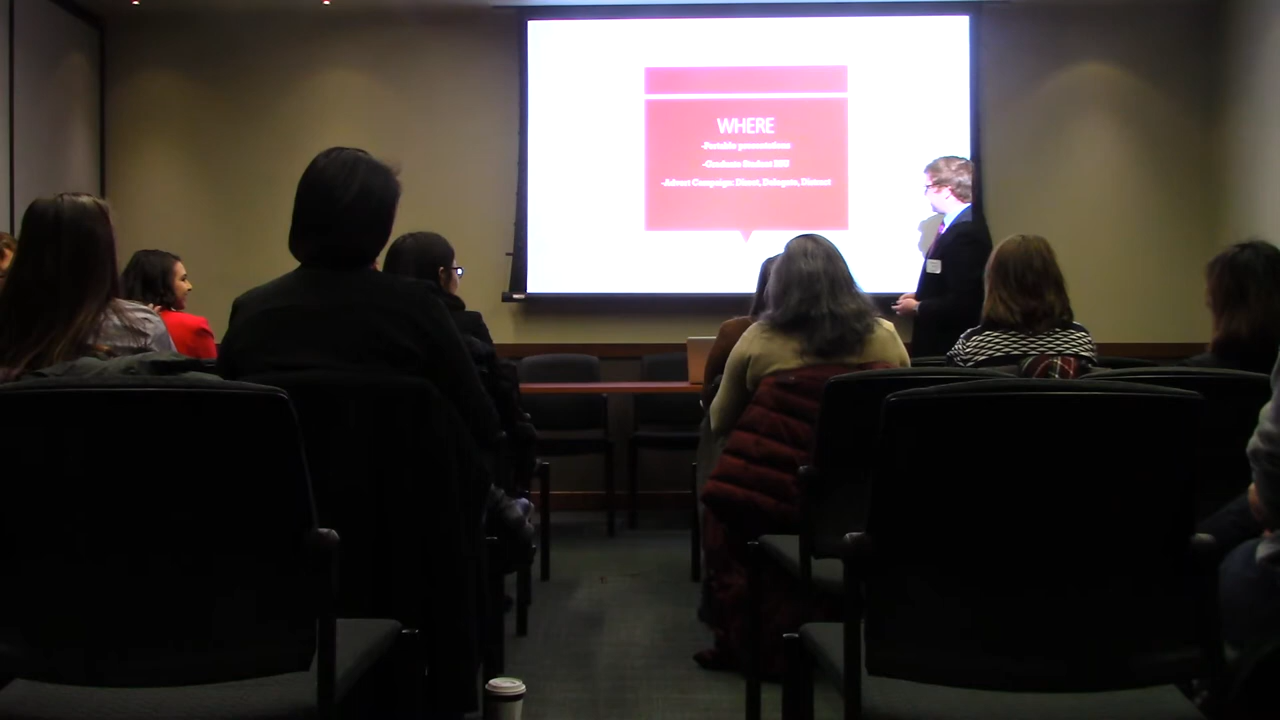 WHERE
-Portable presentations
-Graduate Student
-Advert Campaign: Direct, Delegate, Distant